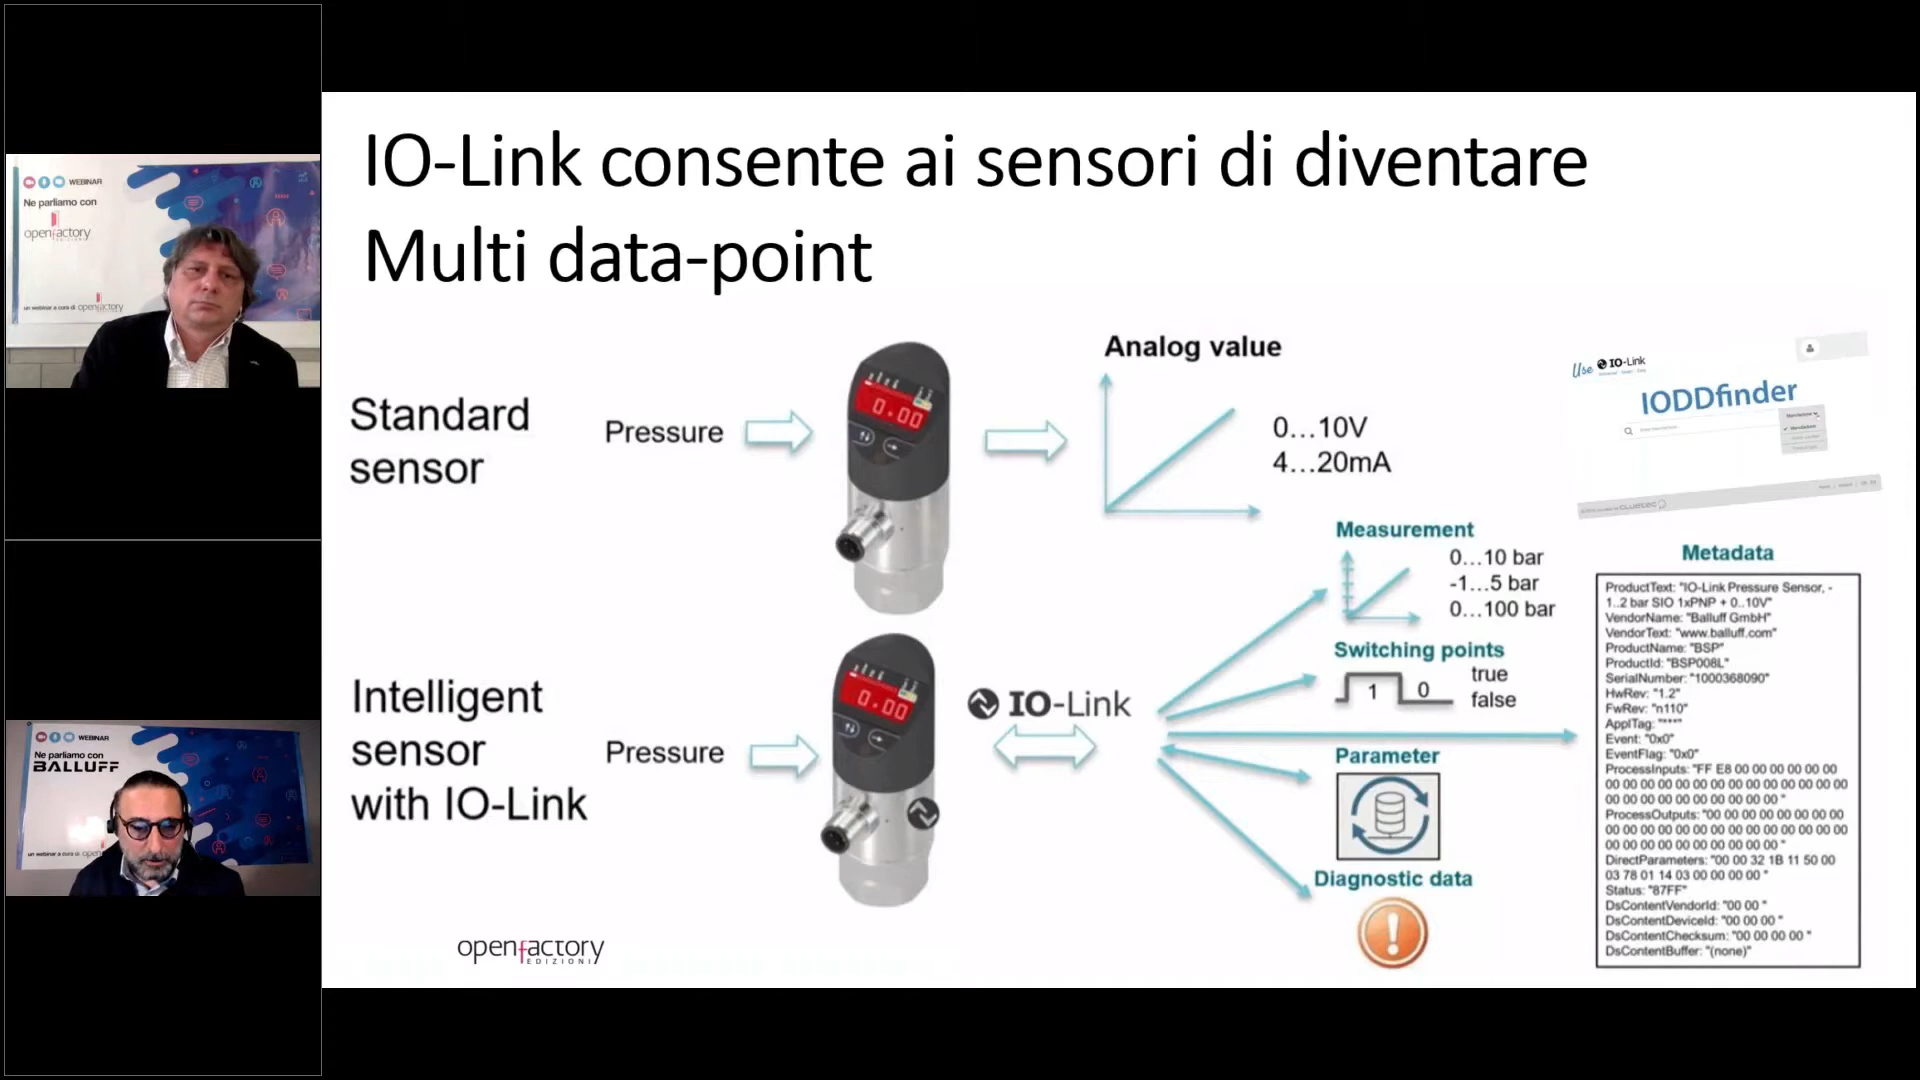 WEBINAR
Ne parliamo con
openfactory
EDIZIONI
un webinar a cura di openfactory
WEBINAR
Ne parliamo con
BALLUFF
un webinar a cura di open
IO-Link consente ai sensori di diventare
Multi data-point
Standard
sensor
Pressure
0.00
Analog value
0...10V
4...20mA
Use IO-Link
IODDfinder
Intelligent
sensor
with IO-Link
Pressure
0.00
IO-Link
Measurement
0...10 bar
-1...5 bar
0...100 bar
Switching points
1 0
true
false
Parameter
Diagnostic data
Metadata
ProductText: "IO-Link Pressure Sensor, -
1..2 bar SIO 1xPNP + 0..10V"
VendorName: "Balluff GmbH"
VendorText: "www.balluff.com"
ProductName: "BSP"
ProductId: "BSP008L"
SerialNumber: "1000368090"
HwRev: "1.2"
FwRev: "n110"
ApplTag: "***"
Event: "0x0"
EventFlag: "0x0"
ProcessInputs: "FF E8 00 00 00 00 00 00
00 00 00 00 00 00 00 00 00 00 00 00 00 00
00 00 00 00 00 00 00 00 00 00 "
ProcessOutputs: "00 00 00 00 00 00 00 00
00 00 00 00 00 00 00 00 00 00 00 00 00 00
00 00 00 00 00 00 00 00 00 00 "
DirectParameters: "00 00 32 1B 11 50 00
03 78 01 14 03 00 00 00 00 "
Status: "87FF"
DsContentVendorId: "00 00 "
DsContentDeviceId: "00 00 00 "
DsContentChecksum: "00 00 00 00 "
DsContentBuffer: "(none)"
openfactory
EDIZIONI